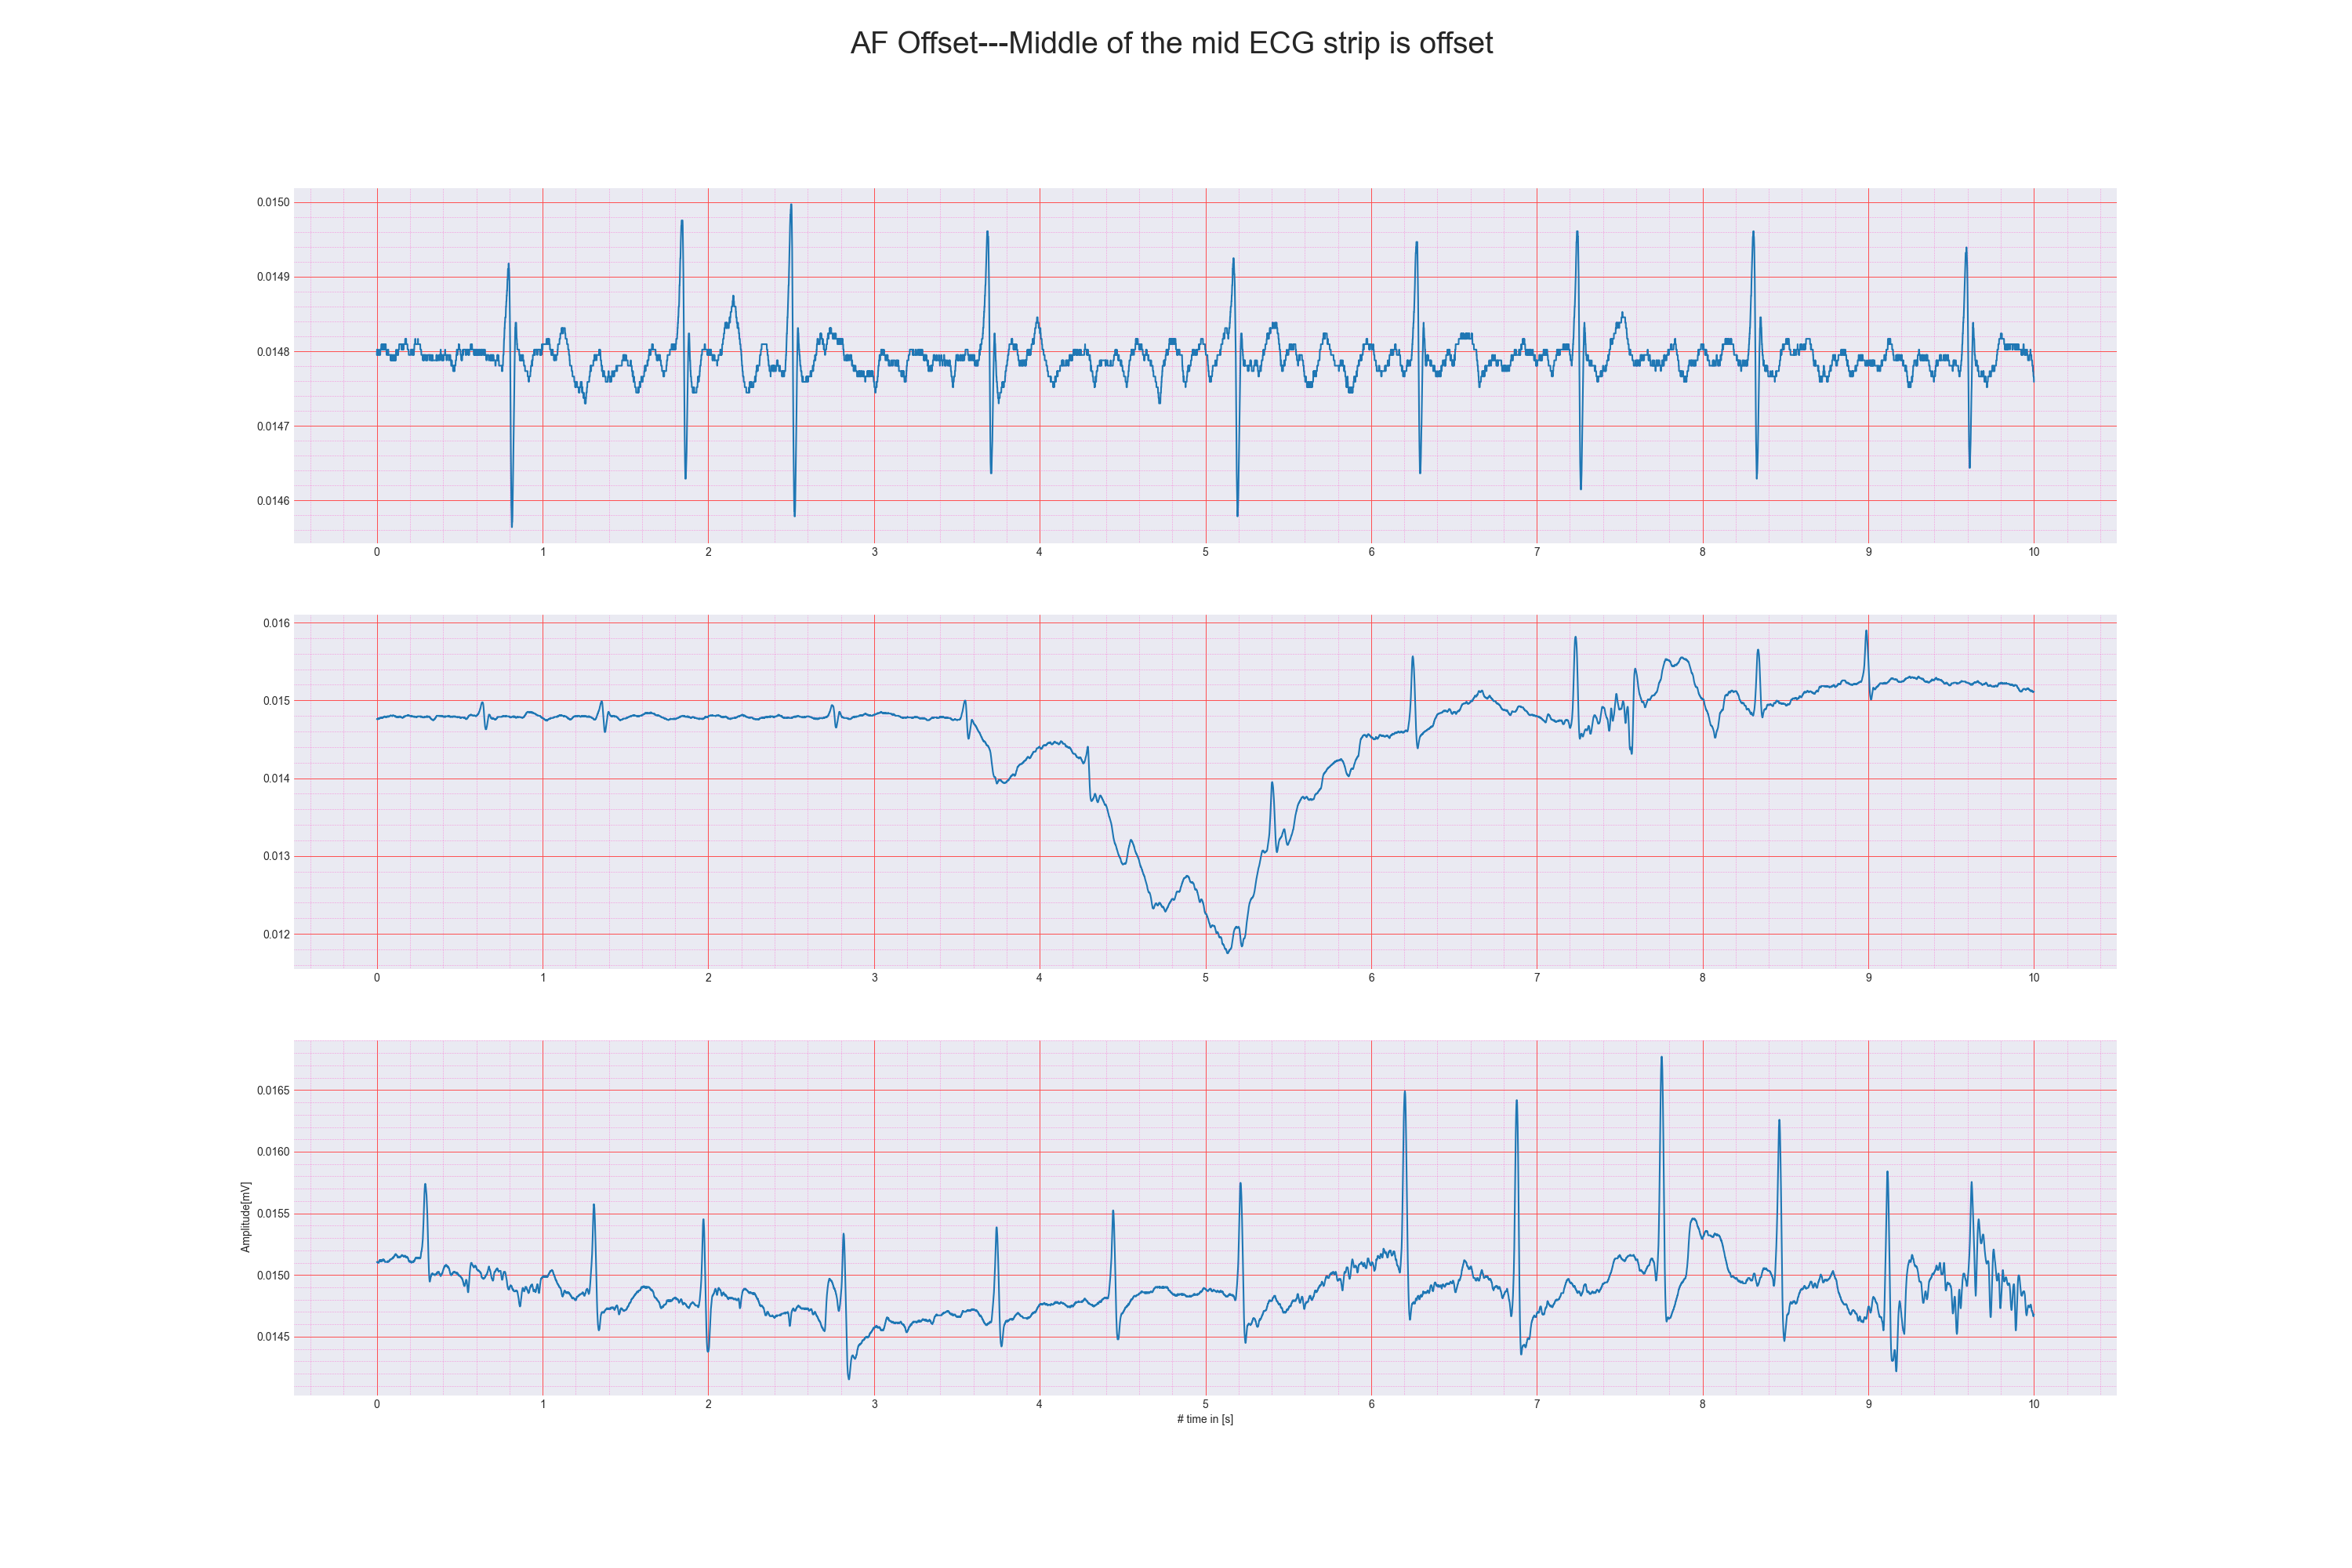 AF Offset---Middle of the mid ECG strip is offset
0.0150
0.0149
0.0148
0.0147
0.0146
0 1 2 3 4 5 6 7 8 9 10
0.016
0.015
0.014
0.013
0.012
0 1 2 3 4 5 6 7 8 9 10
0.0165
0.0160
0.0155
0.0150
0.0145
Amplitude[mV]
0 1 2 3 4 5 6 7 8 9 10
# time in [s]